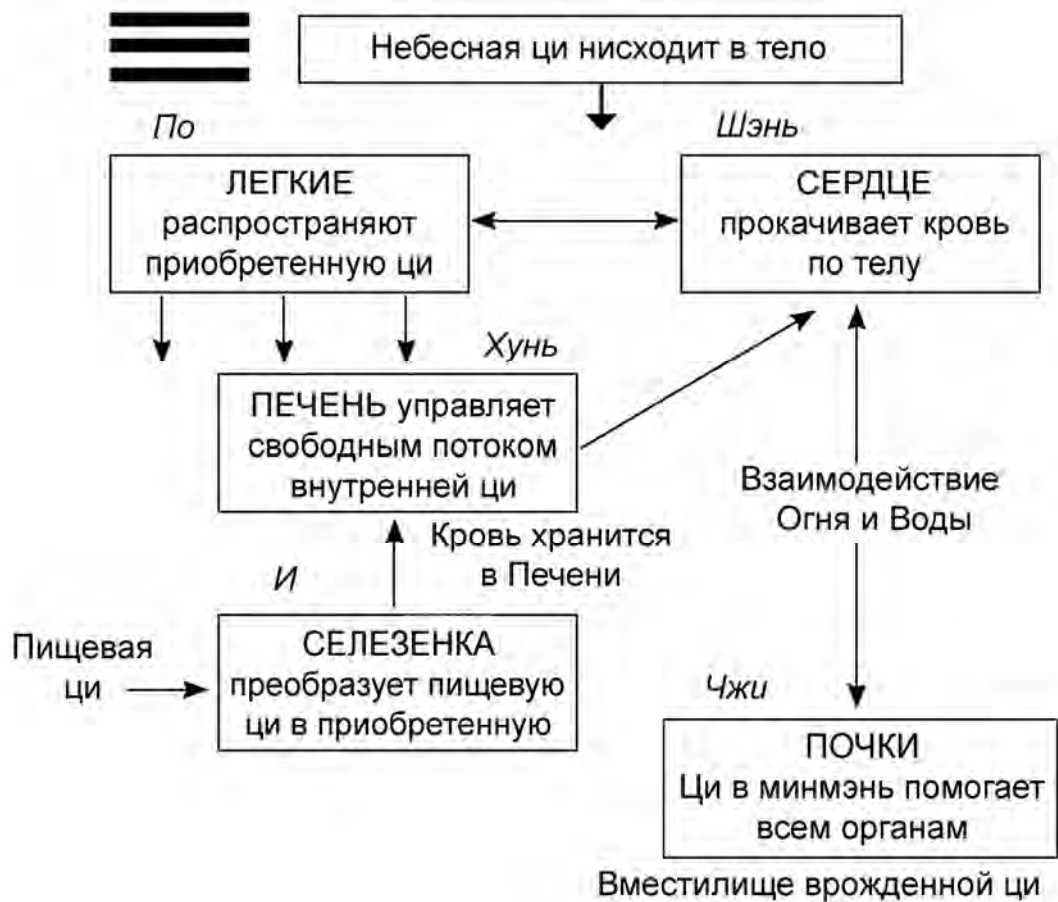 Небесная ци нисходит в тело
По
Шэнь
ЛЕГКИЕ
распространяют
приобретенную ци
СЕРДЦЕ
прокачивает кровь
по телу
Хунь
ПЕЧЕНЬ управляет
свободным потоком
внутренней ци
Взаимодействие
Огня и Воды
Кровь хранится
в Печени
И
Пищевая
ци
СЕЛЕЗЕНКА
преобразует пищевую
ци в приобретенную
Чжи
ПОЧКИ
Ци в минмэнь помогает
всем органам
Вместилище врожденной ци